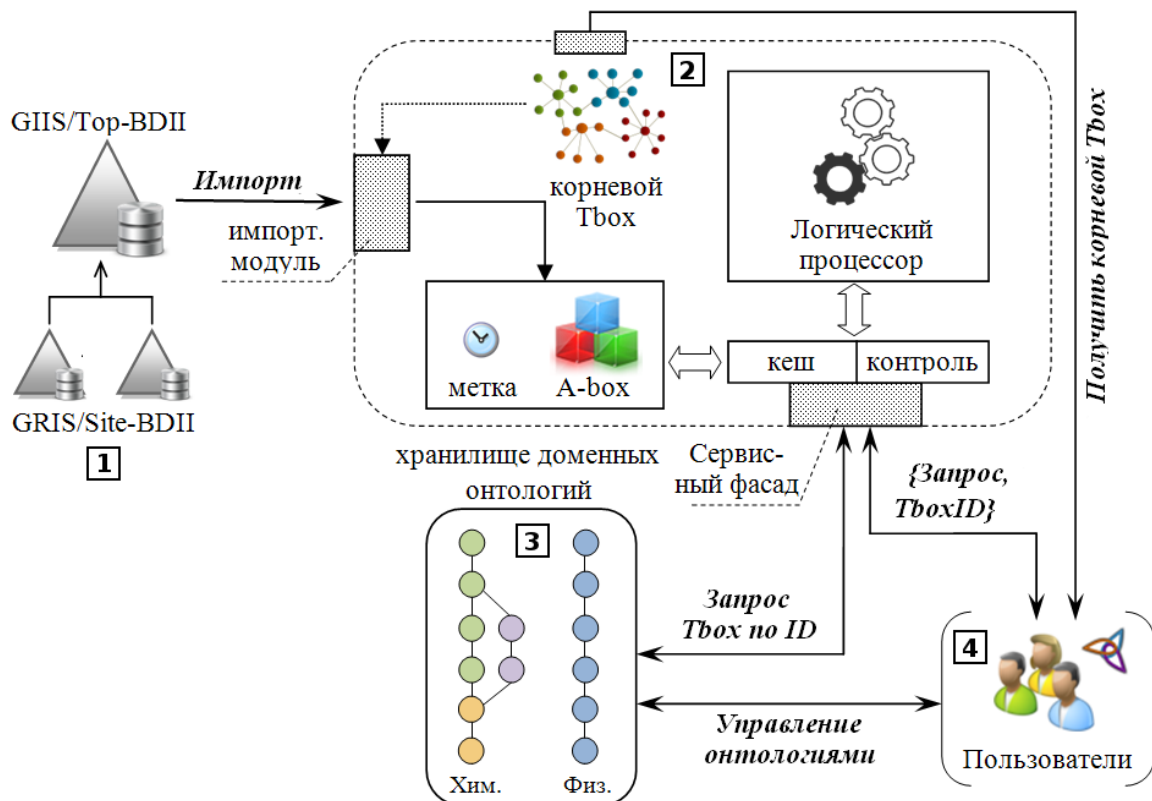 GIIS/Top-BDII
GRIS/Site-BDII
1
Импорт
импорт.
модуль
2
корневой
Tbox
Логический
процессор
метка
A-box
кеш
контроль
Сервис-
ный фасад
Получить корневой Tbox
{Запрос,
TboxID}
хранилище доменных
онтологий
3
Хим.
Физ.
Запрос
Tbox по ID
Управление
онтологиями
4
Пользователи